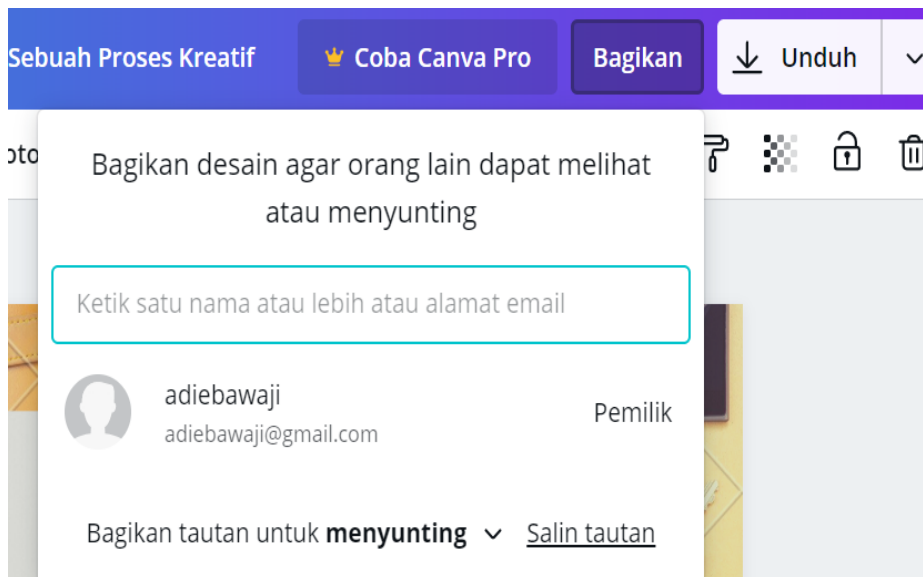 Sebuah Proses Kreatif Coba Canva Pro Bagikan Unduh
Bagikan desain agar orang lain dapat melihat
atau menyunting
Ketik satu nama atau lebih atau alamat email
adiebawaji
adiebawaji@gmail.com
Pemilik
Bagikan tautan untuk menyunting Salin tautan